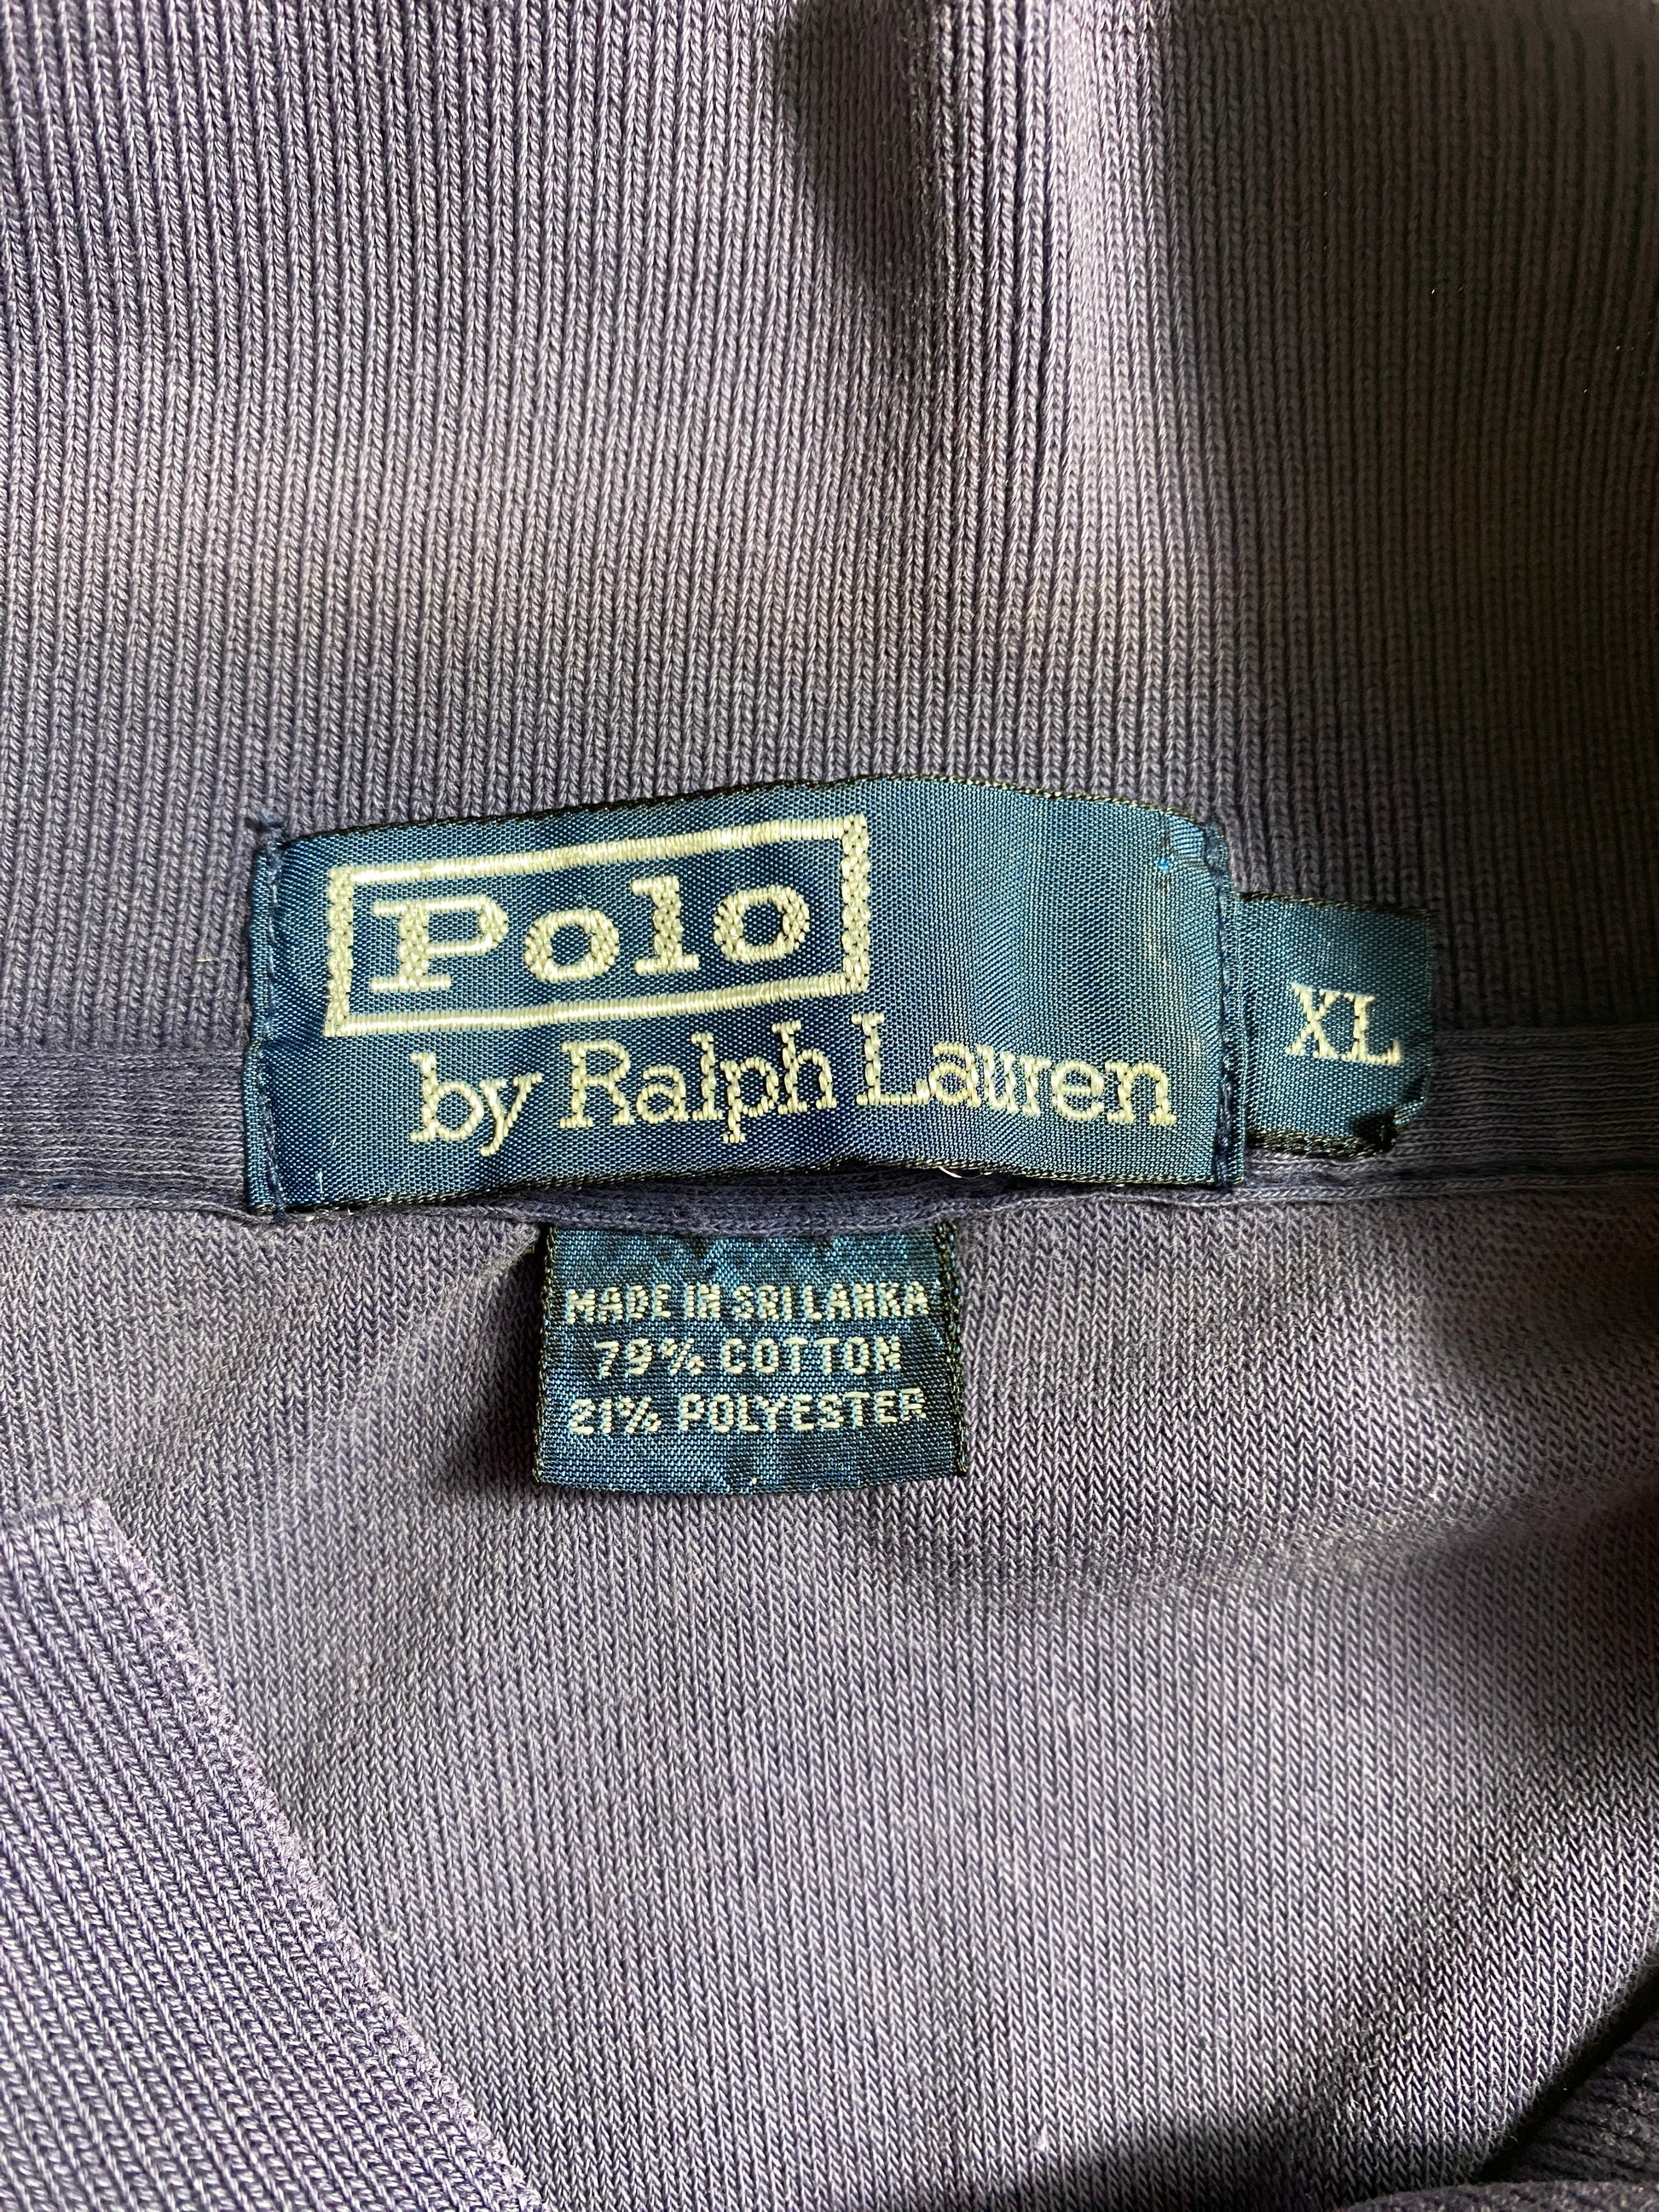 Polo
by Ralph Lauren
XL
MADE IN SRI LANKA
79% COTTON
21% POLYESTER